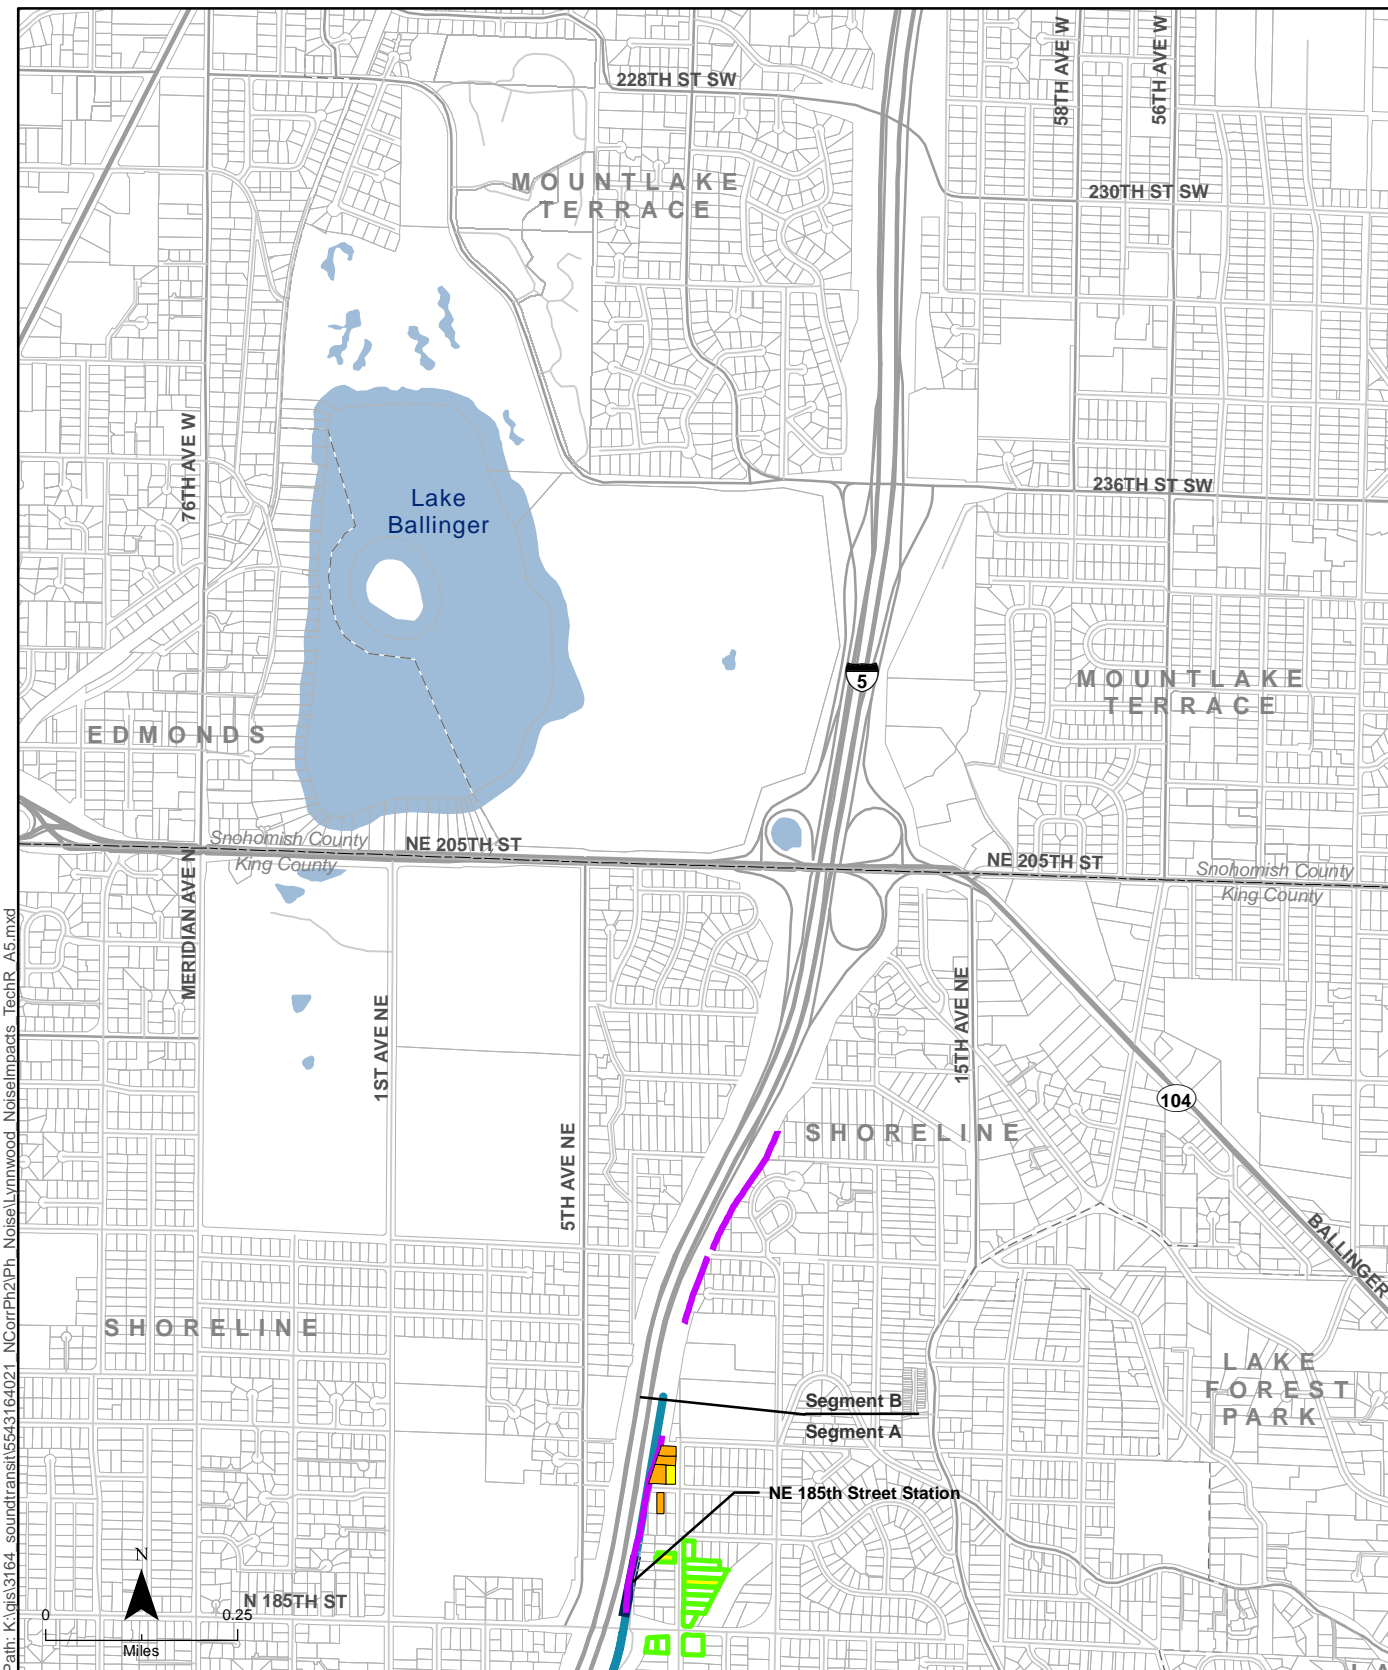 58TH AVE W
56TH AVE W
228TH ST SW
MOUNTLAKE
TERRACE
230TH ST SW
76TH AVE W
Lake
Ballinger
236TH ST SW
5
MOUNTLAKE
TERRACE
EDMONDS
Snohomish County
King County
NE 205TH ST
NE 205TH ST
Snohomish County
King County
MERIDIAN AVE N
1ST AVE NE
15TH AVE NE
104
SHORELINE
5TH AVE NE
BALLINGER
SHORELINE
LAKE
FOREST
PARK
Segment B
Segment A
NE 185th Street Station
N
N 185TH ST
0
0.25
Miles
Path: K:\gis\3164_soundtransit\5543164021_NCorrPh2\Ph_Noise\Lynnwood_NoiseImpacts_TechR_A5.mxd